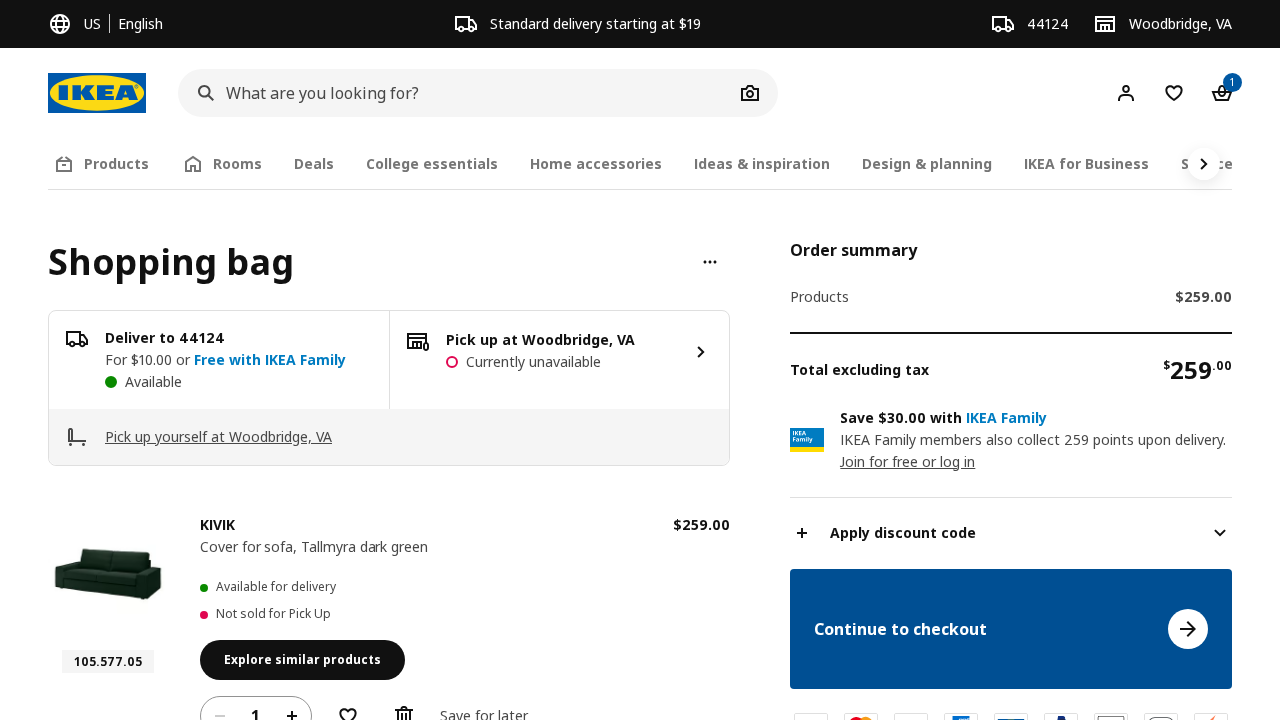 US English
Standard delivery starting at $19
44124
Woodbridge, VA
IKEA
What are you looking for?
1
Products
Rooms
Deals
College essentials
Home accessories
Ideas & inspiration
Design & planning
IKEA for Business
Shopping bag
Deliver to 44124
For $10.00 or Free with IKEA Family
Available
Pick up at Woodbridge, VA
Currently unavailable
Pick up yourself at Woodbridge, VA
KIVIK
$259.00
Cover for sofa, Tallmyra dark green
Available for delivery
Not sold for Pick Up
Explore similar products
105.577.05
1
Save for later
Order summary
Products
$259.00
Total excluding tax
$259.00
IKEA
Family
Save $30.00 with IKEA Family
IKEA Family members also collect 259 points upon delivery.
Join for free or log in
Apply discount code
Continue to checkout